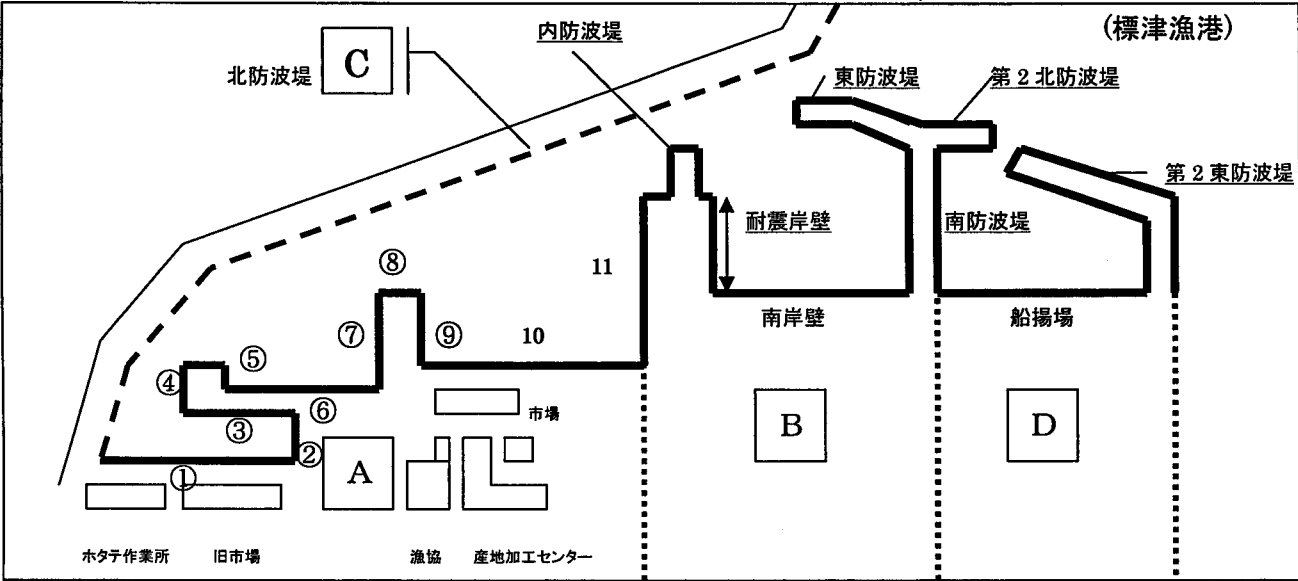 (標津漁港)
内防波堤
北防波堤
C
東防波堤
第2北防波堤
第2東防波堤
耐震岸壁
南防波堤
⑧
11
南岸壁
船揚場
⑦
⑨
10
⑤
④
⑥
市場
③
B
D
②
A
①
ホタテ作業所
旧市場
漁協
産地加工センター